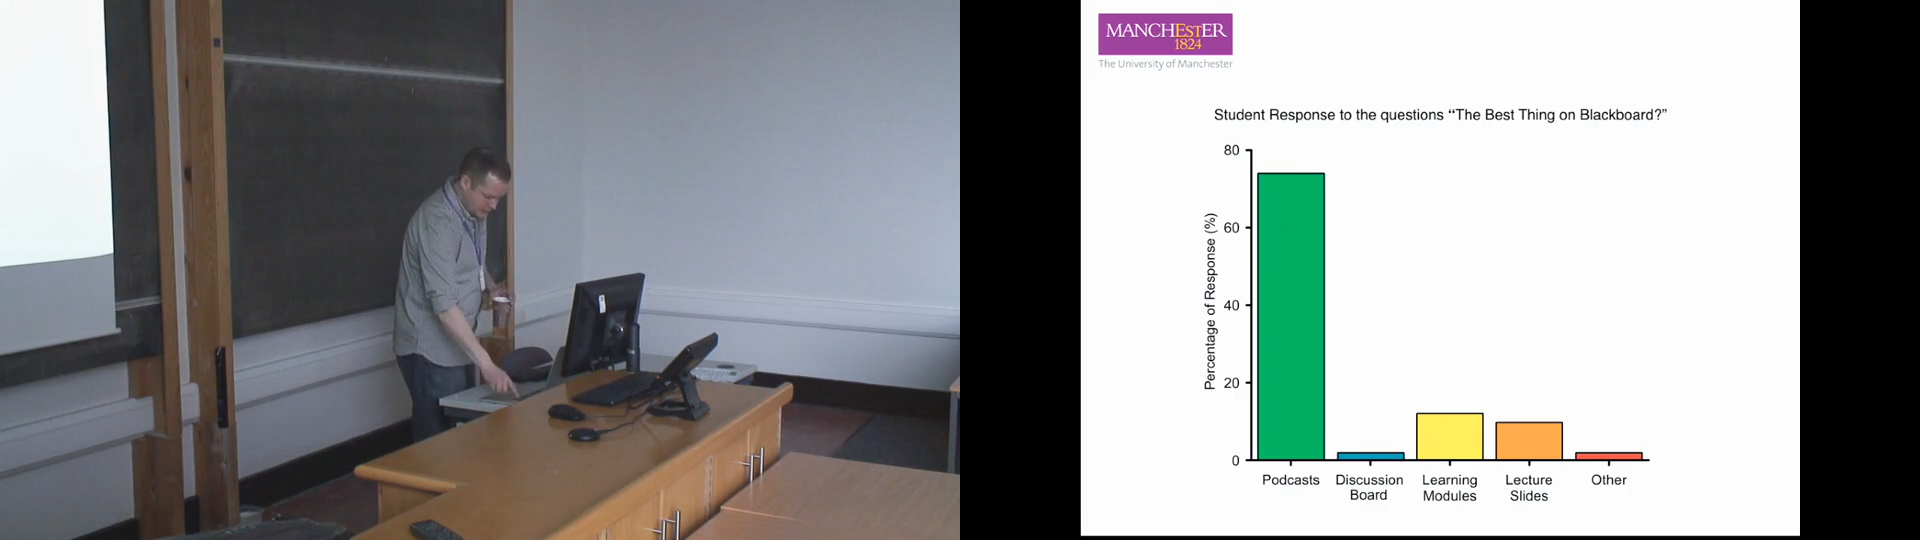 MANCHESTER
1824
The University of Manchester
Student Response to the questions “The Best Thing on Blackboard?”
Percentage of Response (%)
80
60
40
20
0
Podcasts
Discussion
Board
Learning
Modules
Lecture
Slides
Other